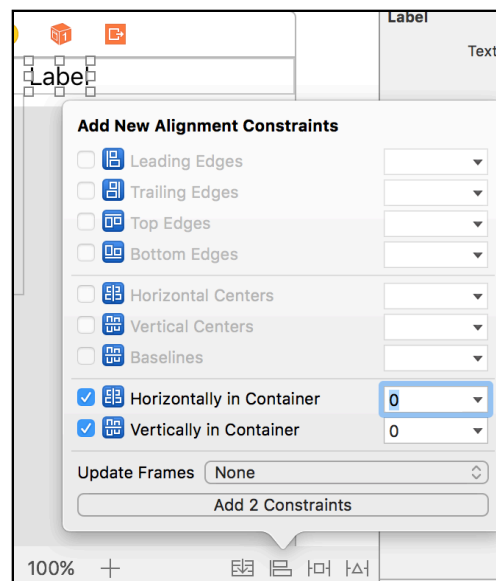 Label
Text
Label
Add New Alignment Constraints
Leading Edges
Trailing Edges
Top Edges
Bottom Edges
Horizontal Centers
Vertical Centers
Baselines
Horizontally in Container 0
Vertically in Container 0
Update Frames None
Add 2 Constraints
100%